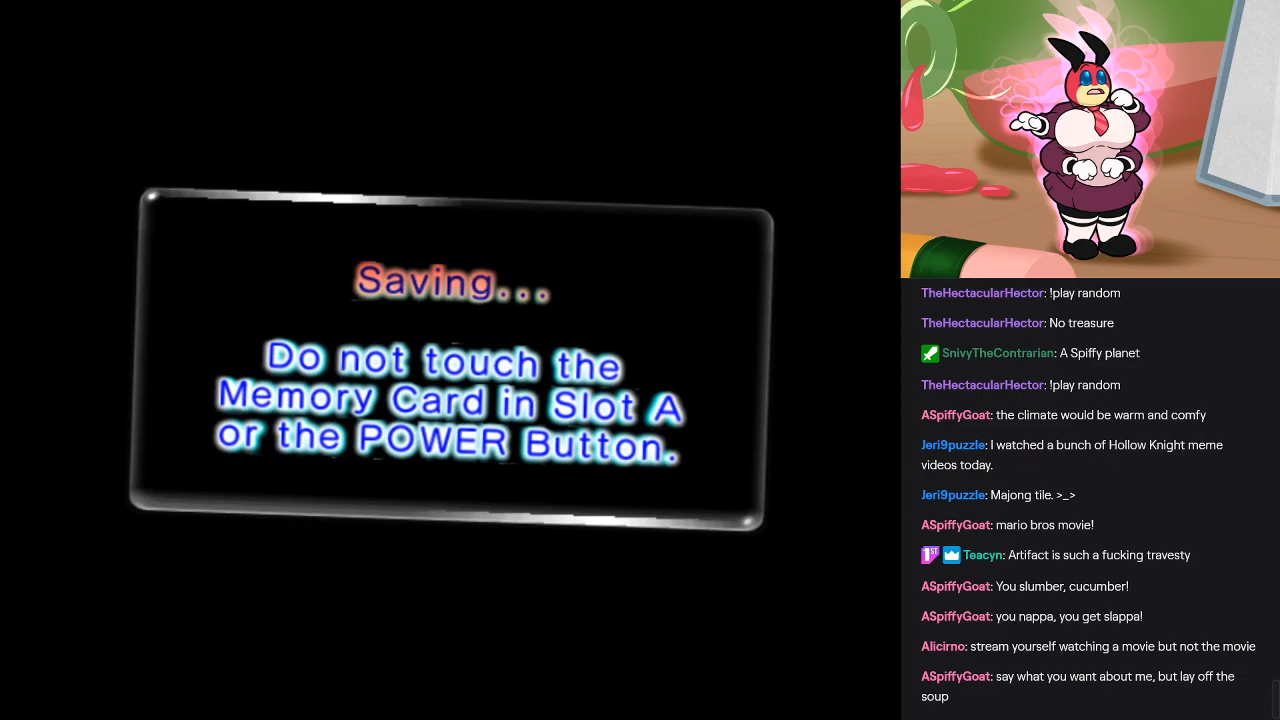 Saving...
Do not touch the
Memory Card in Slot A
or the POWER Button.
TheHectacularHector: !play random
TheHectacularHector: No treasure
SnivyTheContrarian: A Spiffy planet
TheHectacularHector: !play random
ASpiffyGoat: the climate would be warm and comfy
Jeri9puzzle: I watched a bunch of Hollow Knight meme
videos today.
Jeri9puzzle: Majong tile. >_>
ASpiffyGoat: mario bros movie!
1ST Teacyn: Artifact is such a fucking travesty
ASpiffyGoat: You slumber, cucumber!
ASpiffyGoat: you nappa, you get slappa!
Alicirno: stream yourself watching a movie but not the movie
ASpiffyGoat: say what you want about me, but lay off the
soup